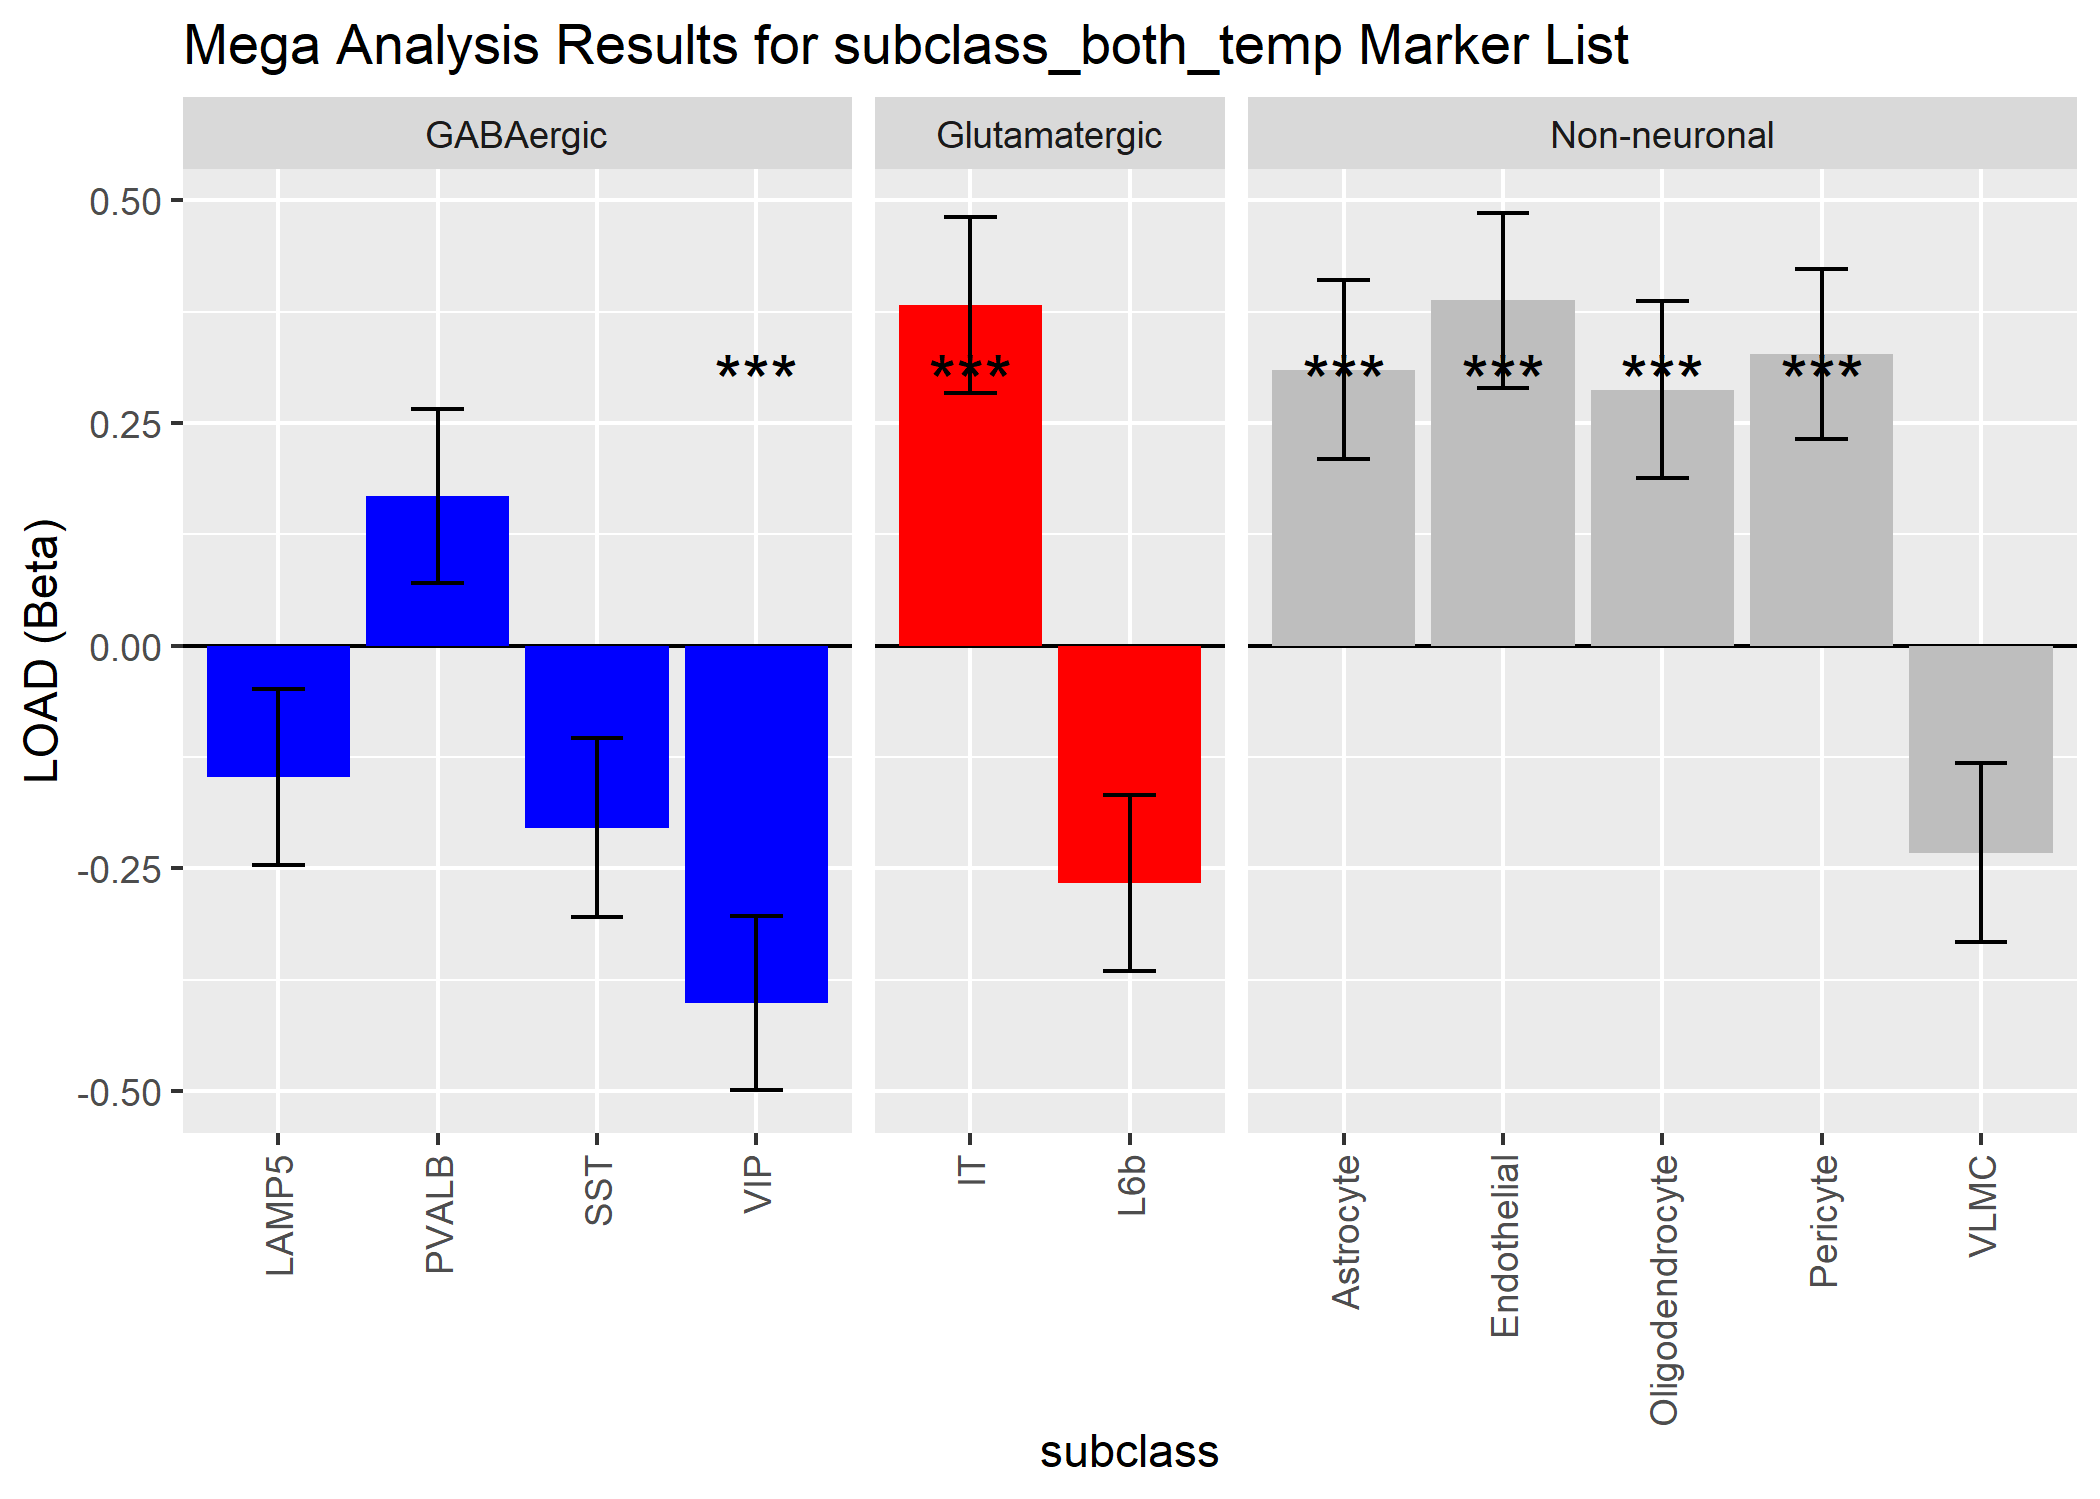 Mega Analysis Results for subclass_both_temp Marker List
GABAergic
Glutamatergic
Non-neuronal
0.50
0.25
0.00
-0.25
-0.50
LOAD (Beta)
***
***
***
***
***
***
LAMP5
PVALB
SST
VIP
IT
L6b
Astrocyte
Endothelial
Oligodendrocyte
Pericyte
VLMC
subclass